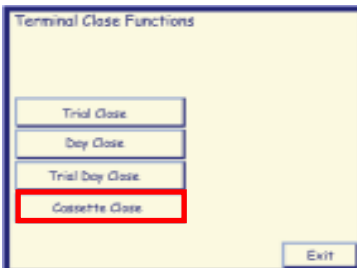 Terminal Close Functions
Trial Close
Day Close
Trial Day Close
Cassette Close
Exit